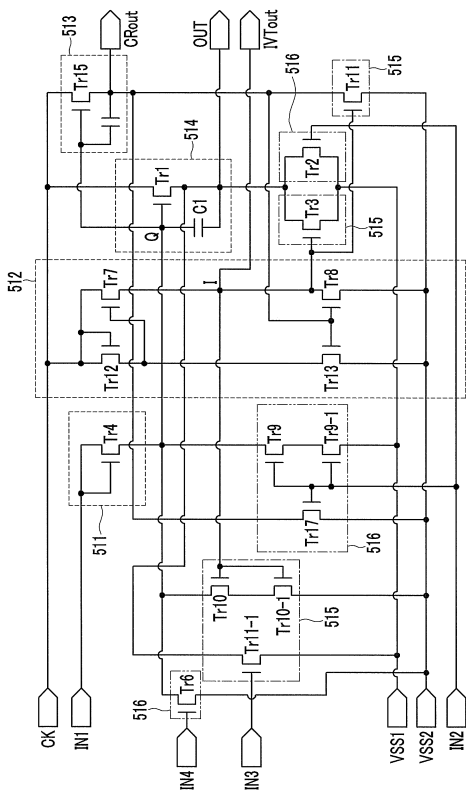 CK
IN1
IN4
IN3
VSS1
VSS2
IN2
516
Tr6
Tr11-1
Tr10
Tr10-1
515
511
Tr4
Tr17
Tr9
Tr9-1
516
512
Tr12
Tr7
Tr13
Tr8
I
Q
Tr1
C1
514
513
Tr15
Tr3
515
Tr2
516
Tr11
515
CRout
OUT
IVTout